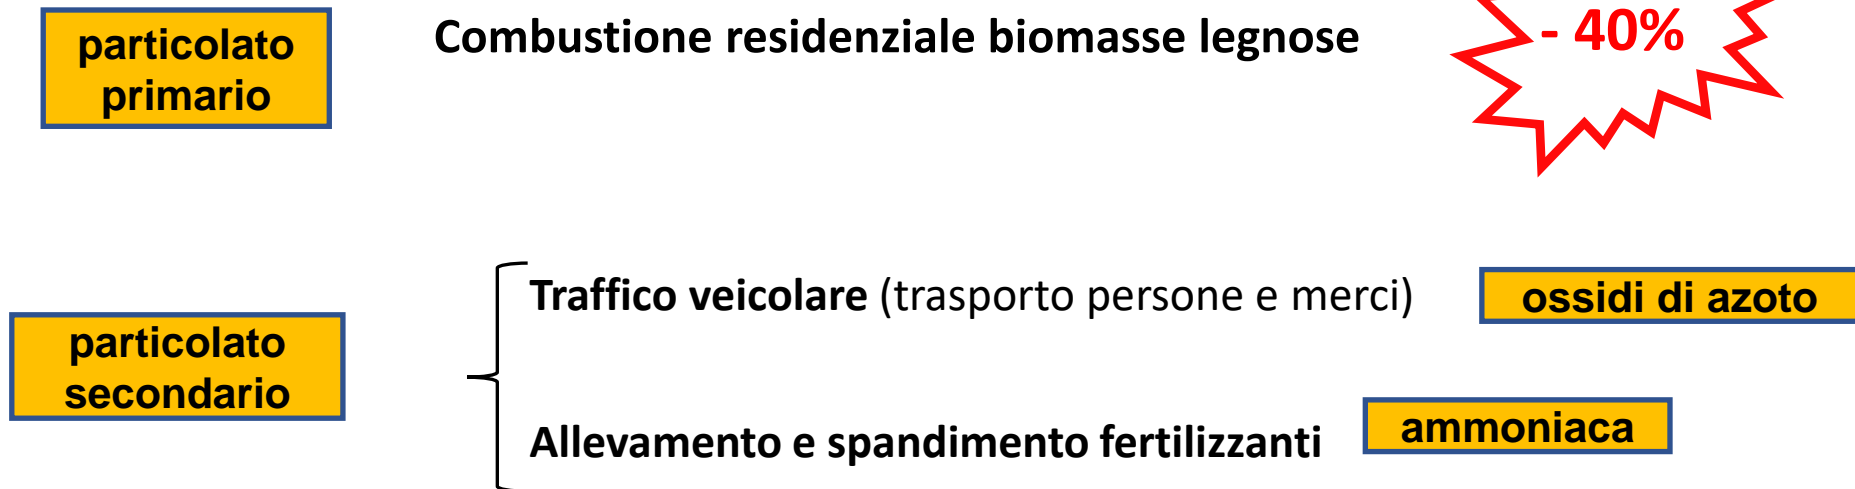 particolato
primario
Combustione residenziale biomasse legnose
- 40%
Traffico veicolare (trasporto persone e merci)
ossidi di azoto
particolato
secondario
Allevamento e spandimento fertilizzanti
ammoniaca